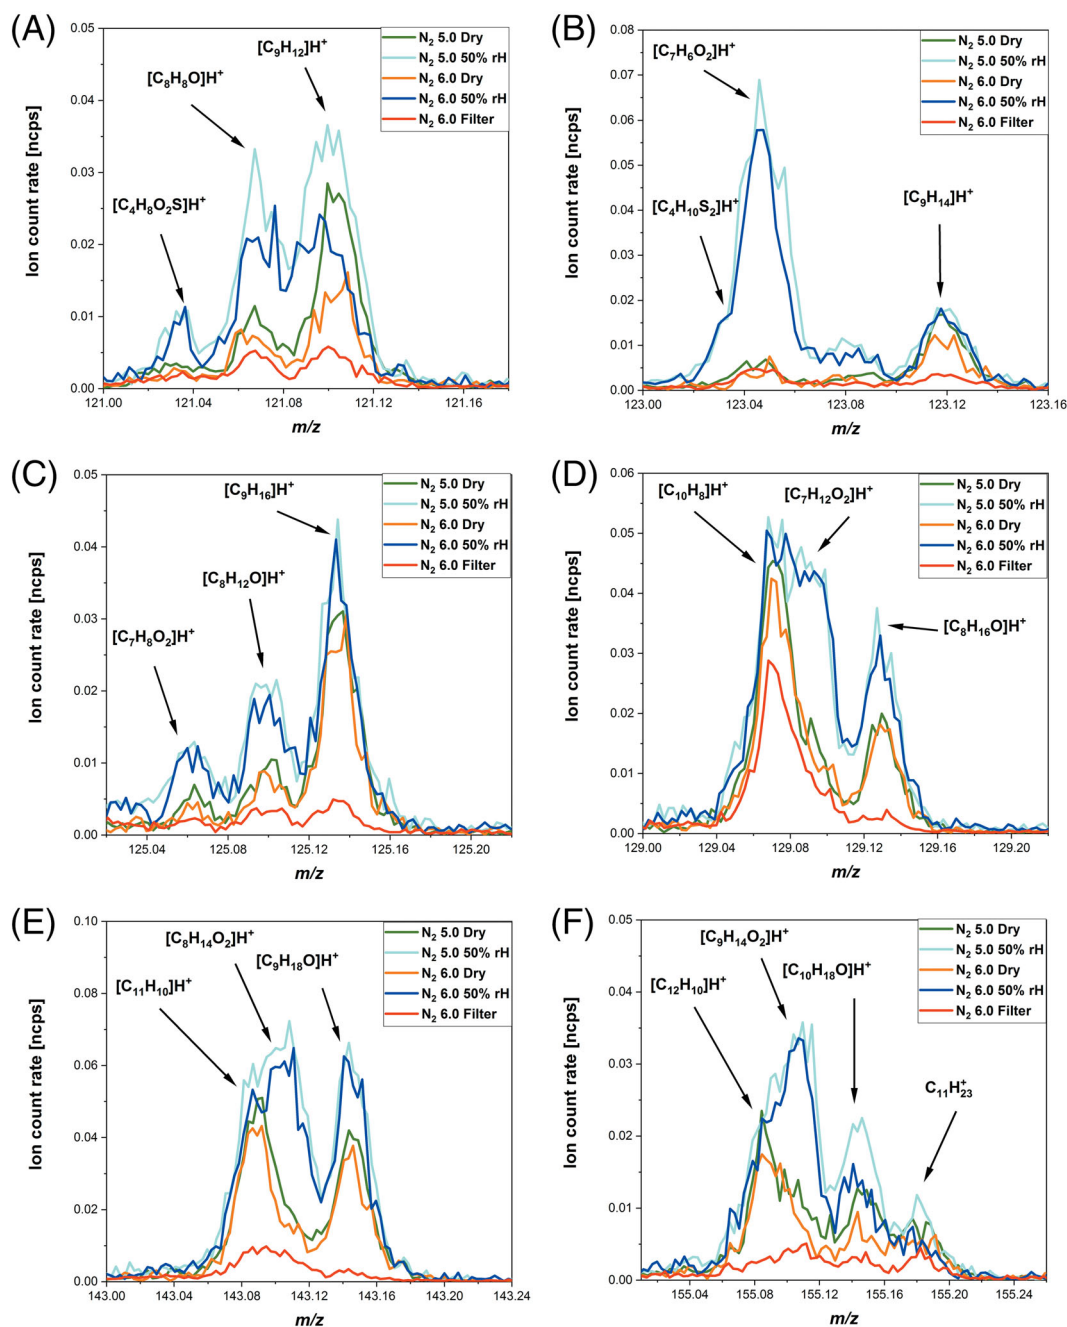 (A)
0.05
0.04
0.03
0.02
0.01
0.00
Ion count rate [ncps]
[C4H8O2S]H+
[C8H8O]H+
[C9H12]H+
N2 5.0 Dry
N2 5.0 50% rH
N2 6.0 Dry
N2 6.0 50% rH
N2 6.0 Filter
121.00 121.04 121.08 121.12 121.16
m/z
(B)
0.08
0.07
0.06
0.05
0.04
0.03
0.02
0.01
0.00
Ion count rate [ncps]
[C7H6O2]H+
[C4H10S2]H+
[C9H14]H+
N2 5.0 Dry
N2 5.0 50% rH
N2 6.0 Dry
N2 6.0 50% rH
N2 6.0 Filter
123.00 123.04 123.08 123.12 123.16
m/z
(C)
0.05
0.04
0.03
0.02
0.01
0.00
Ion count rate [ncps]
[C9H16]H+
[C8H12O]H+
[C7H8O2]H+
N2 5.0 Dry
N2 5.0 50% rH
N2 6.0 Dry
N2 6.0 50% rH
N2 6.0 Filter
125.04 125.08 125.12 125.16 125.20
m/z
(D)
0.06
0.05
0.04
0.03
0.02
0.01
0.00
Ion count rate [ncps]
[C10H8]H+
[C7H12O2]H+
[C8H16O]H+
N2 5.0 Dry
N2 5.0 50% rH
N2 6.0 Dry
N2 6.0 50% rH
N2 6.0 Filter
129.00 129.04 129.08 129.12 129.16 129.20
m/z
(E)
0.10
0.08
0.06
0.04
0.02
0.00
Ion count rate [ncps]
[C8H14O2]H+
[C9H18O]H+
[C11H10]H+
N2 5.0 Dry
N2 5.0 50% rH
N2 6.0 Dry
N2 6.0 50% rH
N2 6.0 Filter
143.00 143.04 143.08 143.12 143.16 143.20 143.24
m/z
(F)
0.05
0.04
0.03
0.02
0.01
0.00
Ion count rate [ncps]
[C9H14O2]H+
[C10H18O]H+
[C12H10]H+
C11H23+
N2 5.0 Dry
N2 5.0 50% rH
N2 6.0 Dry
N2 6.0 50% rH
N2 6.0 Filter
155.04 155.08 155.12 155.16 155.20 155.24
m/z